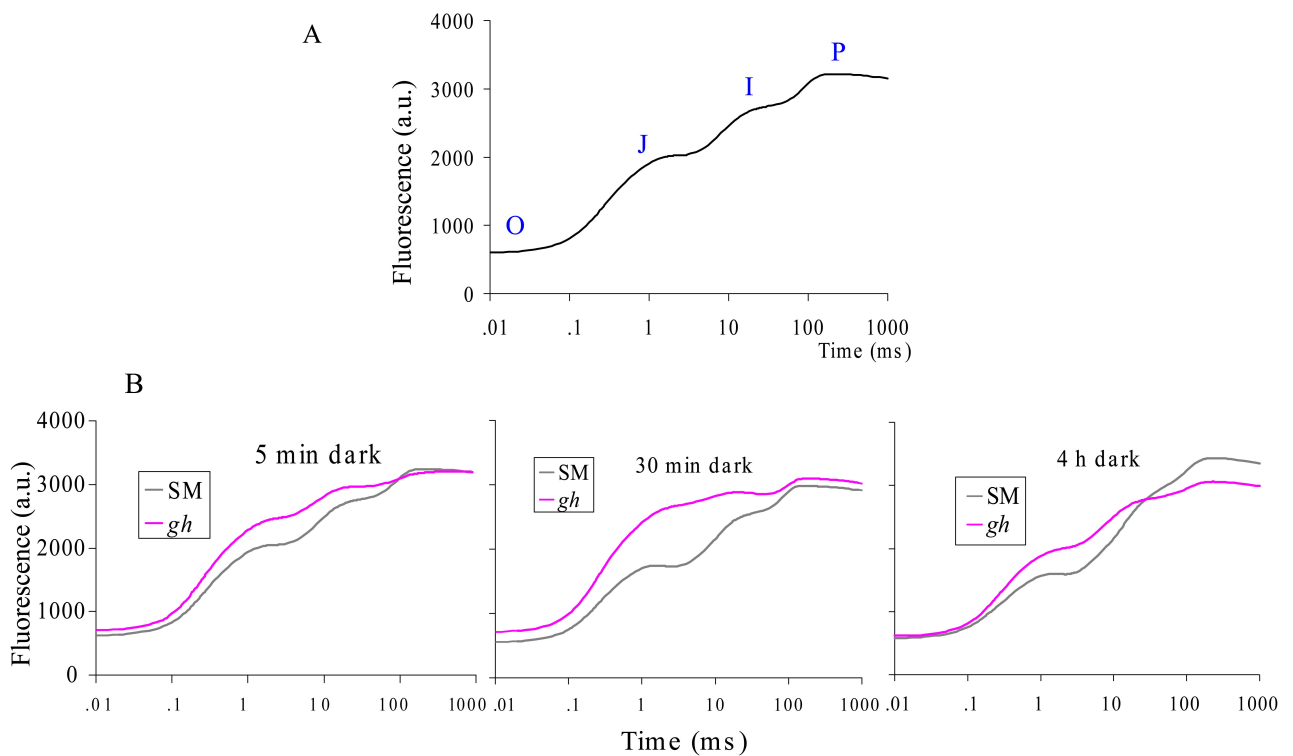 A
4000
3000
2000
1000
0
Fluorescence (a.u.)
O
J
I
P
.01 .1 1 10 100 1000
Time (ms)
B
4000
3000
2000
1000
0
Fluorescence (a.u.)
5 min dark
SM
gh
.01 .1 1 10 100 1000
30 min dark
SM
gh
.01 .1 1 10 100 1000
4 h dark
SM
gh
.01 .1 1 10 100 1000
Time (ms)